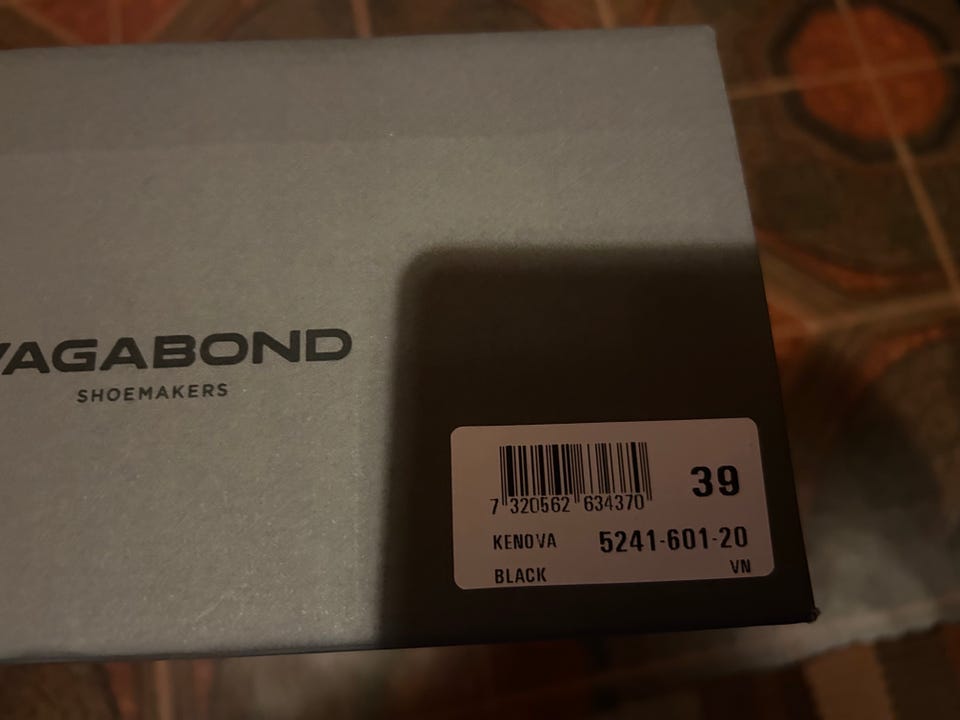 VAGABOND
SHOEMAKERS
39
7 320562 634370
KENOVA 5241-601-20
BLACK VN